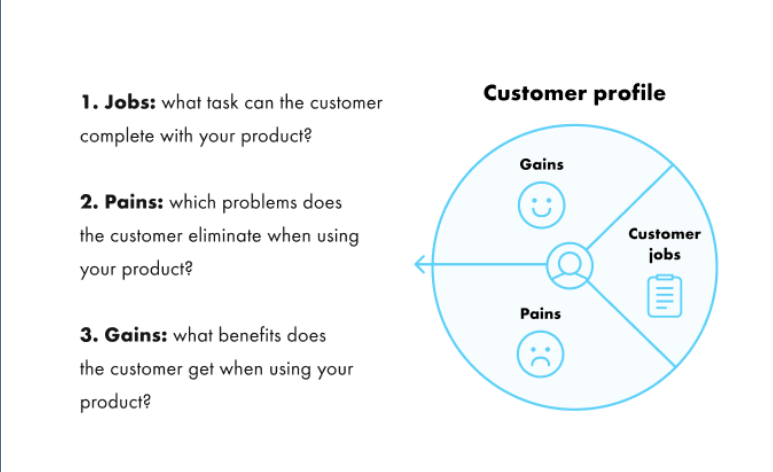 1. Jobs: what task can the customer
complete with your product?
2. Pains: which problems does
the customer eliminate when using
your product?
3. Gains: what benefits does
the customer get when using your
product?
Customer profile
Gains
Customer
jobs
Pains